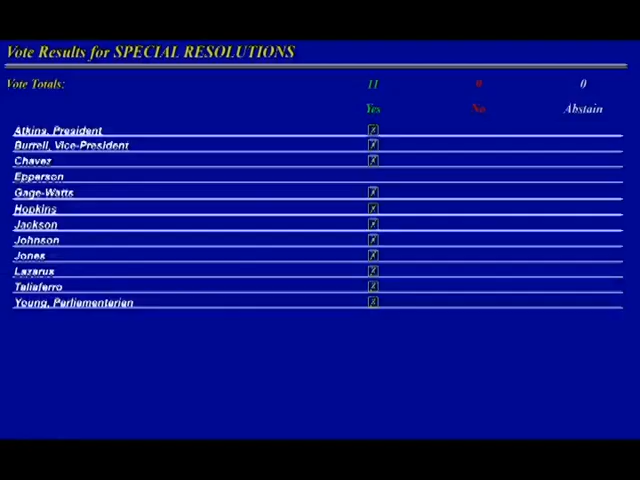 Vote Results for SPECIAL RESOLUTIONS
Vote Totals: 11 0 0
Yes No Abstain
Atkins, President
Burrell, Vice-President
Chavez
Epperson
Gage-Watts
Hopkins
Jackson
Johnson
Jones
Lazarus
Taliaferro
Young, Parliamentarian